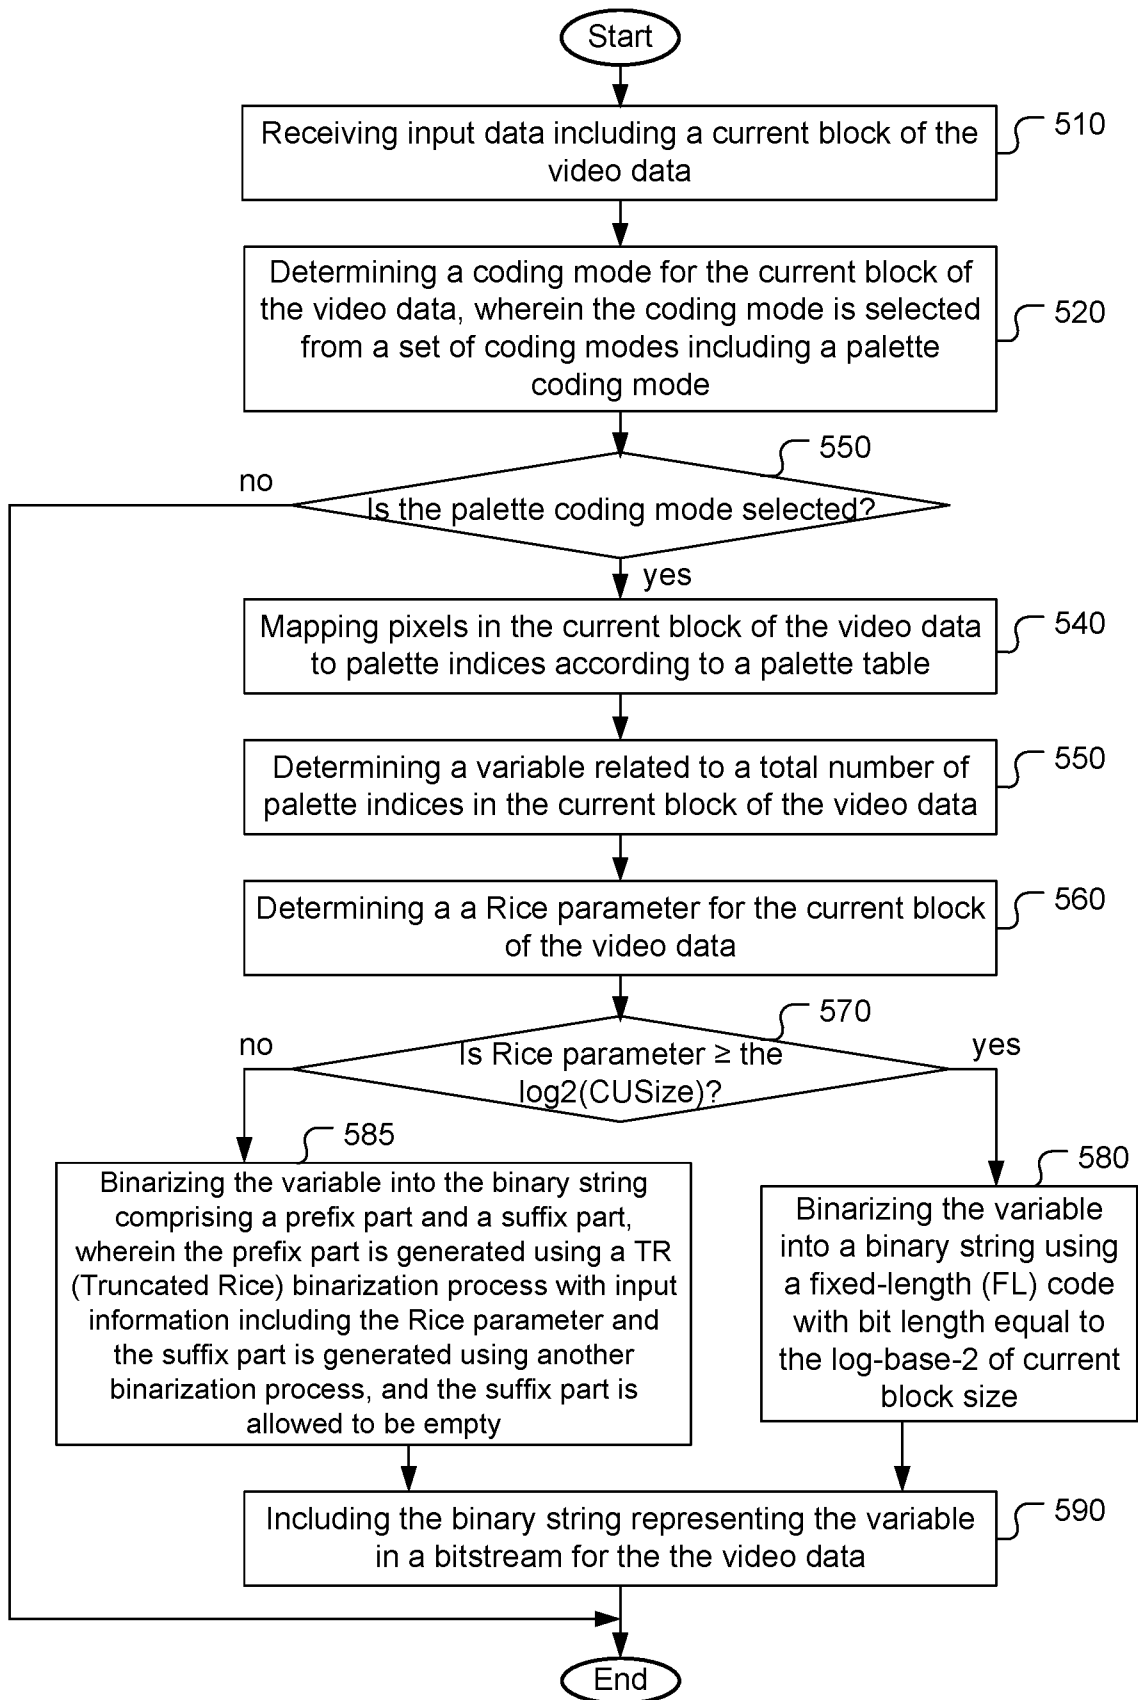 Start
Receiving input data including a current block of the
video data
510
Determining a coding mode for the current block of
the video data, wherein the coding mode is selected
from a set of coding modes including a palette
coding mode
520
550
no
Is the palette coding mode selected?
yes
Mapping pixels in the current block of the video data
to palette indices according to a palette table
540
Determining a variable related to a total number of
palette indices in the current block of the video data
550
Determining a a Rice parameter for the current block
of the video data
560
570
no
Is Rice parameter ≥ the
log2(CUSize)?
yes
585
Binarizing the variable into the binary string
comprising a prefix part and a suffix part,
wherein the prefix part is generated using a TR
(Truncated Rice) binarization process with input
information including the Rice parameter and
the suffix part is generated using another
binarization process, and the suffix part is
allowed to be empty
580
Binarizing the variable
into a binary string using
a fixed-length (FL) code
with bit length equal to
the log-base-2 of current
block size
Including the binary string representing the variable
in a bitstream for the the video data
590
End